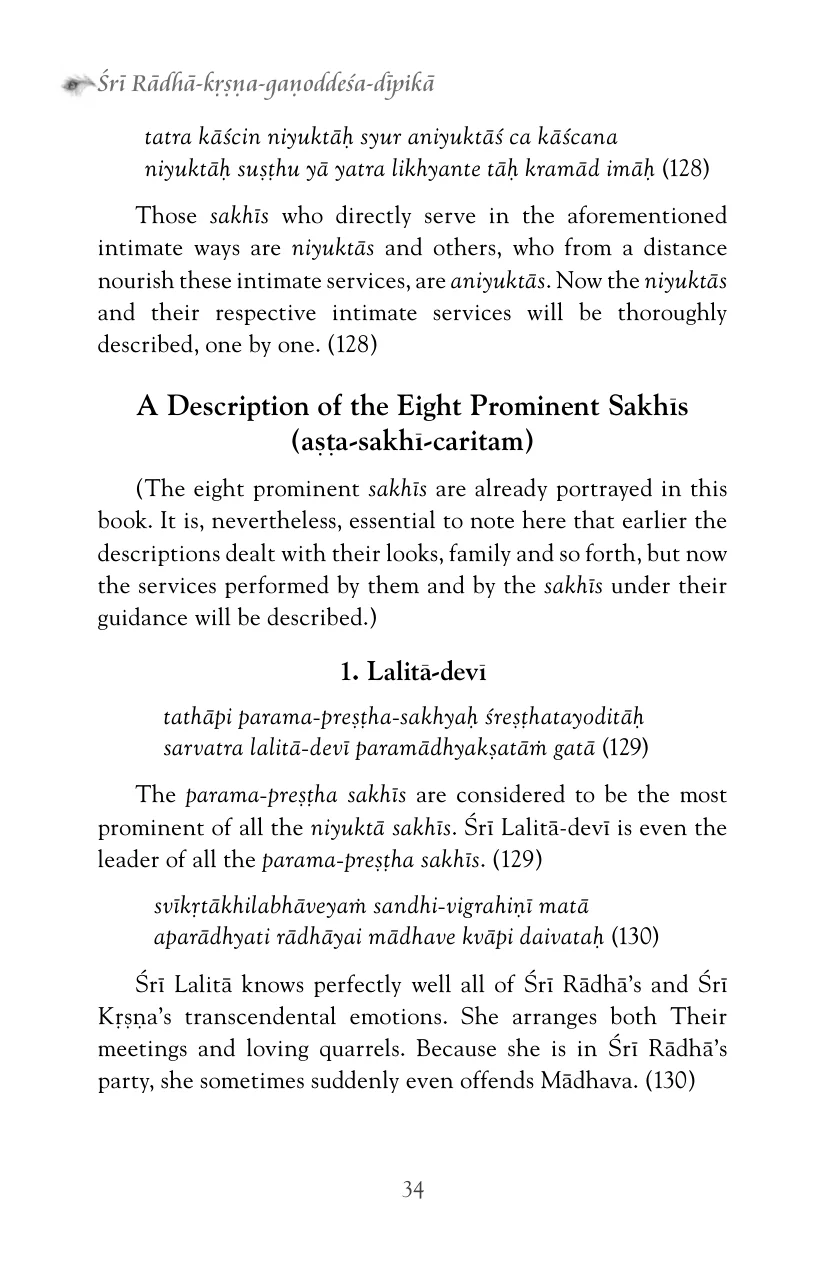 Śrī Rādhā-kṛṣṇa-gaṇoddeśa-dīpikā
tatra kāścin niyuktāḥ syur aniyuktāś ca kāścana
niyuktāḥ suṣṭhu yā yatra likhyante tāḥ kramād imāḥ (128)
Those sakhīs who directly serve in the aforementioned
intimate ways are niyuktās and others, who from a distance
nourish these intimate services, are aniyuktās. Now the niyuktās
and their respective intimate services will be thoroughly
described, one by one. (128)
A Description of the Eight Prominent Sakhīs
(aṣṭa-sakhī-caritam)
(The eight prominent sakhīs are already portrayed in this
book. It is, nevertheless, essential to note here that earlier the
descriptions dealt with their looks, family and so forth, but now
the services performed by them and by the sakhīs under their
guidance will be described.)
1. Lalitā-devī
tathāpi parama-preṣṭha-sakhyaḥ śreṣṭhatayoditāḥ
sarvatra lalitā-devī paramādhyakṣatāṁ gatā (129)
The parama-preṣṭha sakhīs are considered to be the most
prominent of all the niyuktā sakhīs. Śrī Lalitā-devī is even the
leader of all the parama-preṣṭha sakhīs. (129)
svīkṛtākhilabhāveyaṁ sandhi-vigrahiṇī matā
aparādhyati rādhāyai mādhave kvāpi daivataḥ (130)
Śrī Lalitā knows perfectly well all of Śrī Rādhā’s and Śrī
Kṛṣṇa’s transcendental emotions. She arranges both Their
meetings and loving quarrels. Because she is in Śrī Rādhā’s
party, she sometimes suddenly even offends Mādhava. (130)
34